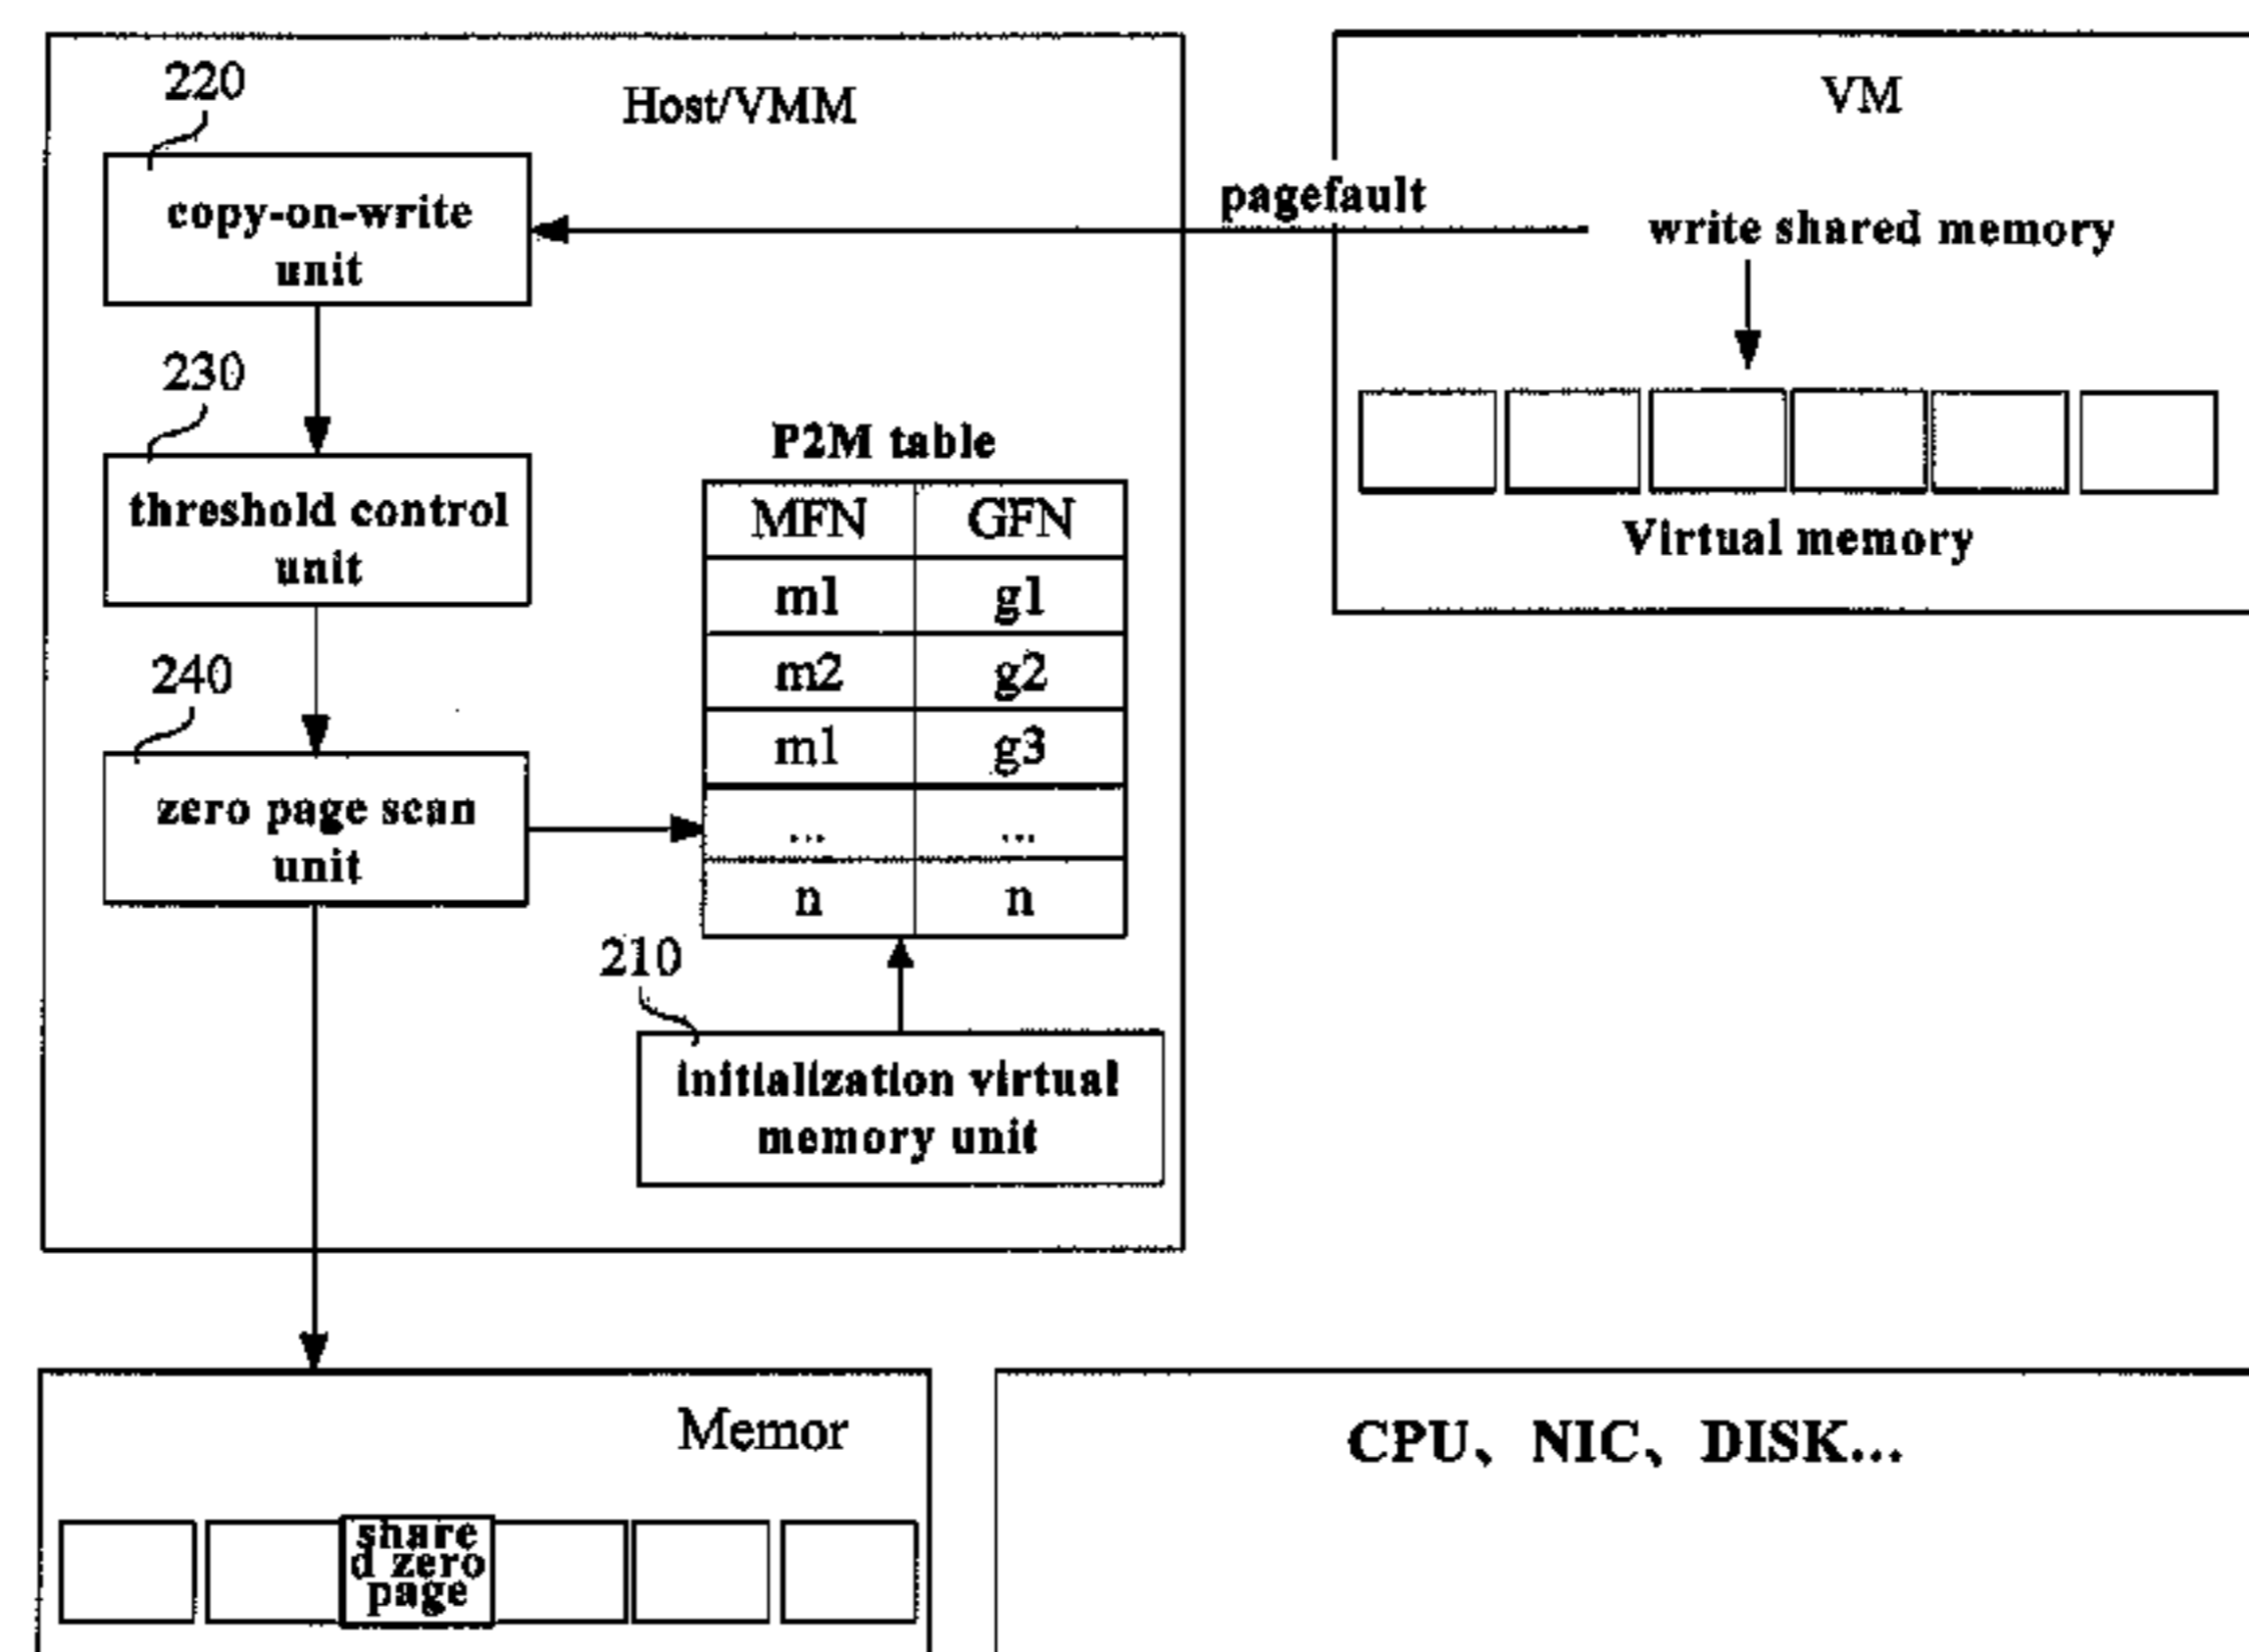 220
Host/VMM
copy-on-write
unit
230
threshold control
unit
240
zero page scan
unit
P2M table
MFN GFN
m1 g1
m2 g2
m1 g3
... ...
n n
210
initialization virtual
memory unit
pagefault
VM
write shared memory
Virtual memory
Memor
share
d zero
page
CPU、NIC、DISK...